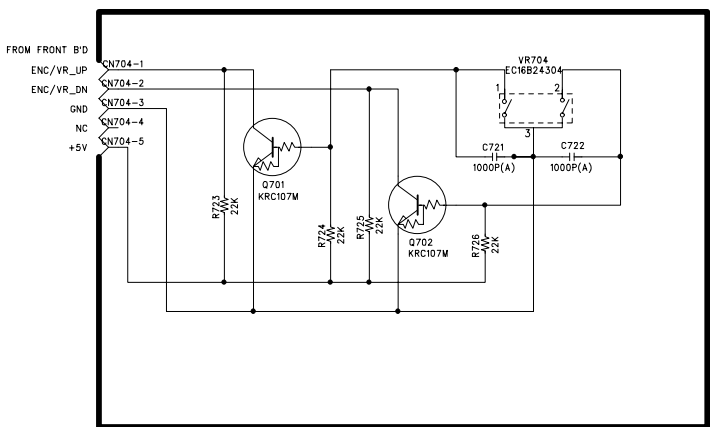 FROM FRONT B'D
ENC/VR_UP
CN704-1
ENC/VR_DN
CN704-2
GND
CN704-3
NC
CN704-4
+5V
CN704-5
VR704
EC16B24304
1
2
3
C721
1000P(A)
C722
1000P(A)
Q701
KRC107M
Q702
KRC107M
R723
22K
R724
22K
R725
22K
R726
22K